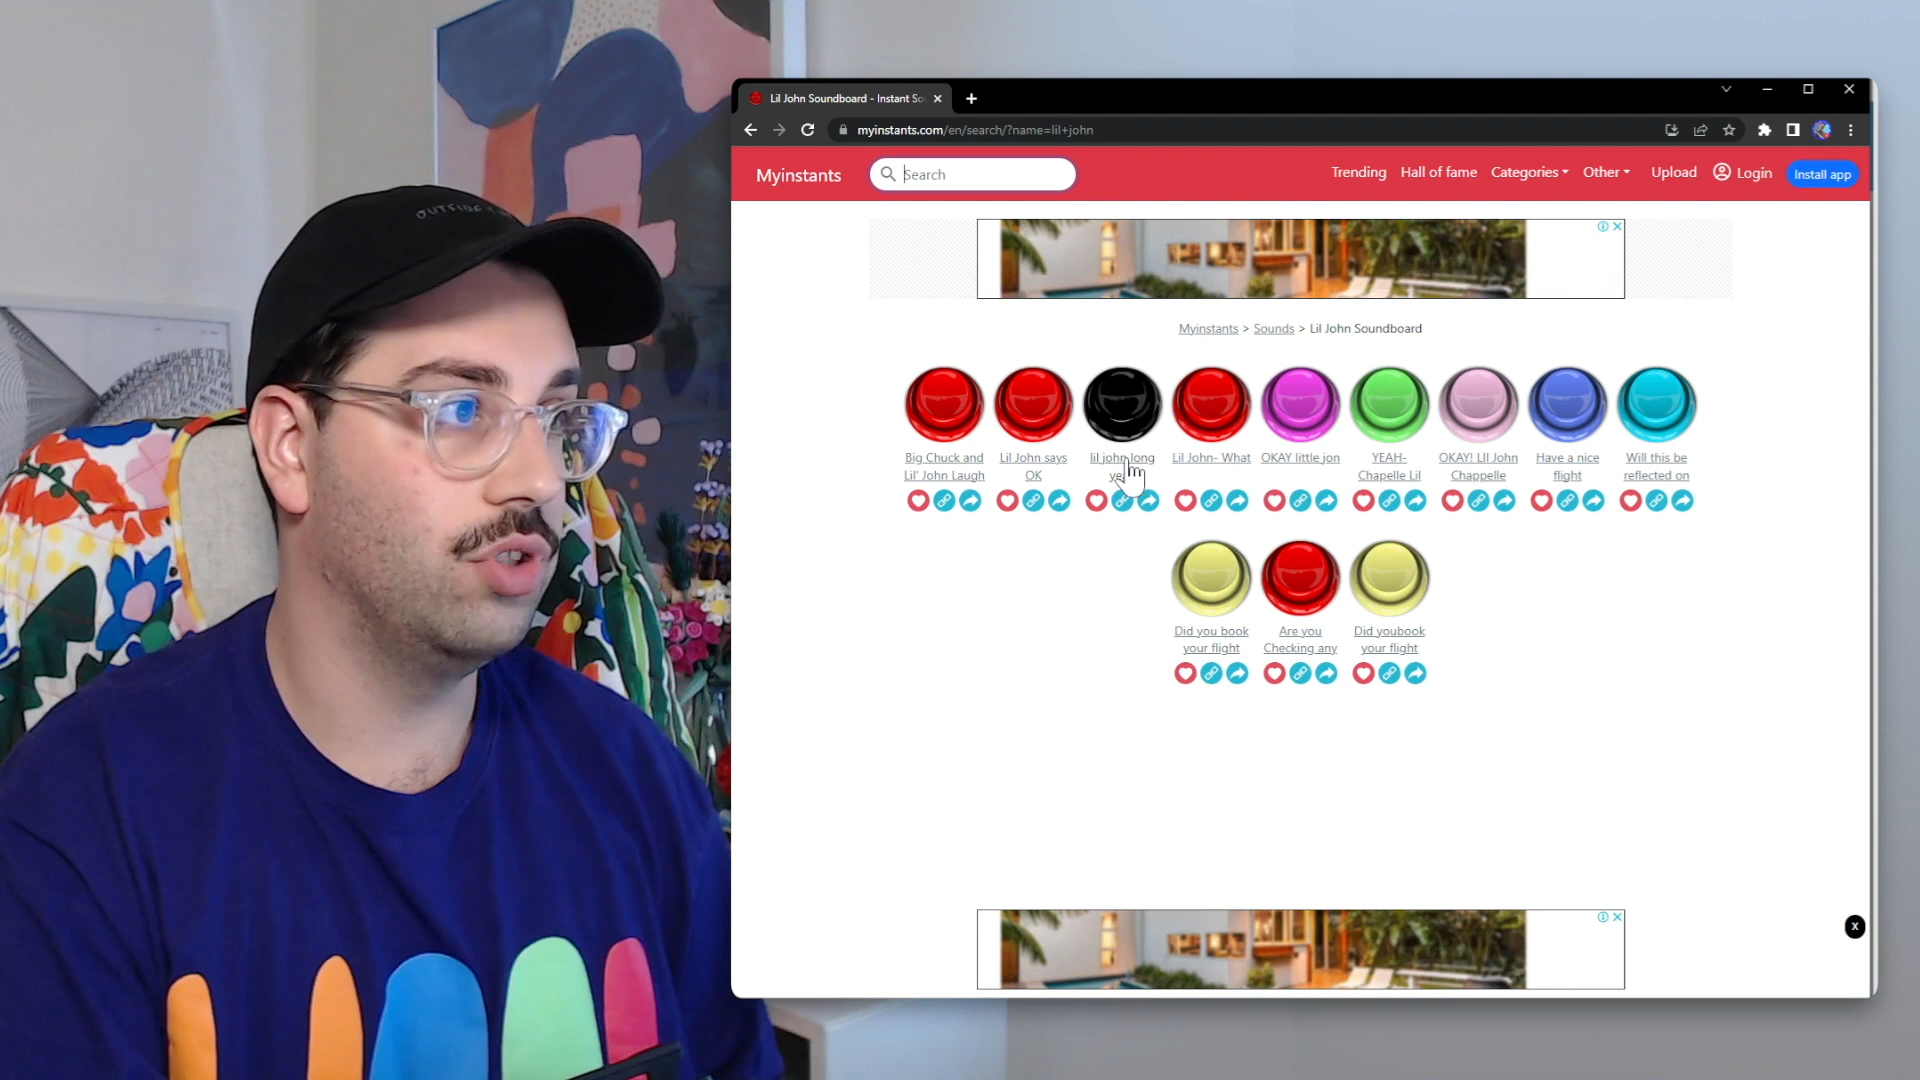 OUTSIDE
Lil John Soundboard - Instant So
myinstants.com/en/search/?name=lil+john
Myinstants
Search
Trending
Hall of fame
Categories
Other
Upload
Login
Install app
Myinstants > Sounds > Lil John Soundboard
Big Chuck and
Lil' John Laugh
Lil John says
OK
lil john long
Lil John- What
OKAY little jon
YEAH-
Chapelle Lil
OKAY! LIl John
Chappelle
Have a nice
flight
Will this be
reflected on
Did you book
your flight
Are you
Checking any
Did youbook
your flight
x